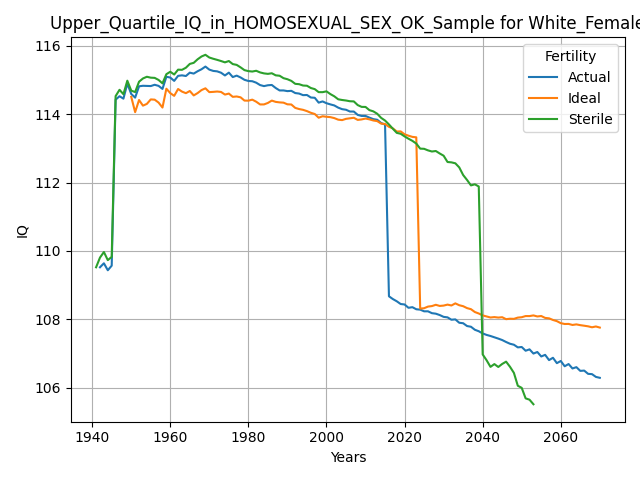 Upper_Quartile_IQ_in_HOMOSEXUAL_SEX_OK_Sample for White_Female
Fertility
Actual
Ideal
Sterile
IQ
116
114
112
110
108
106
1940 1960 1980 2000 2020 2040 2060
Years